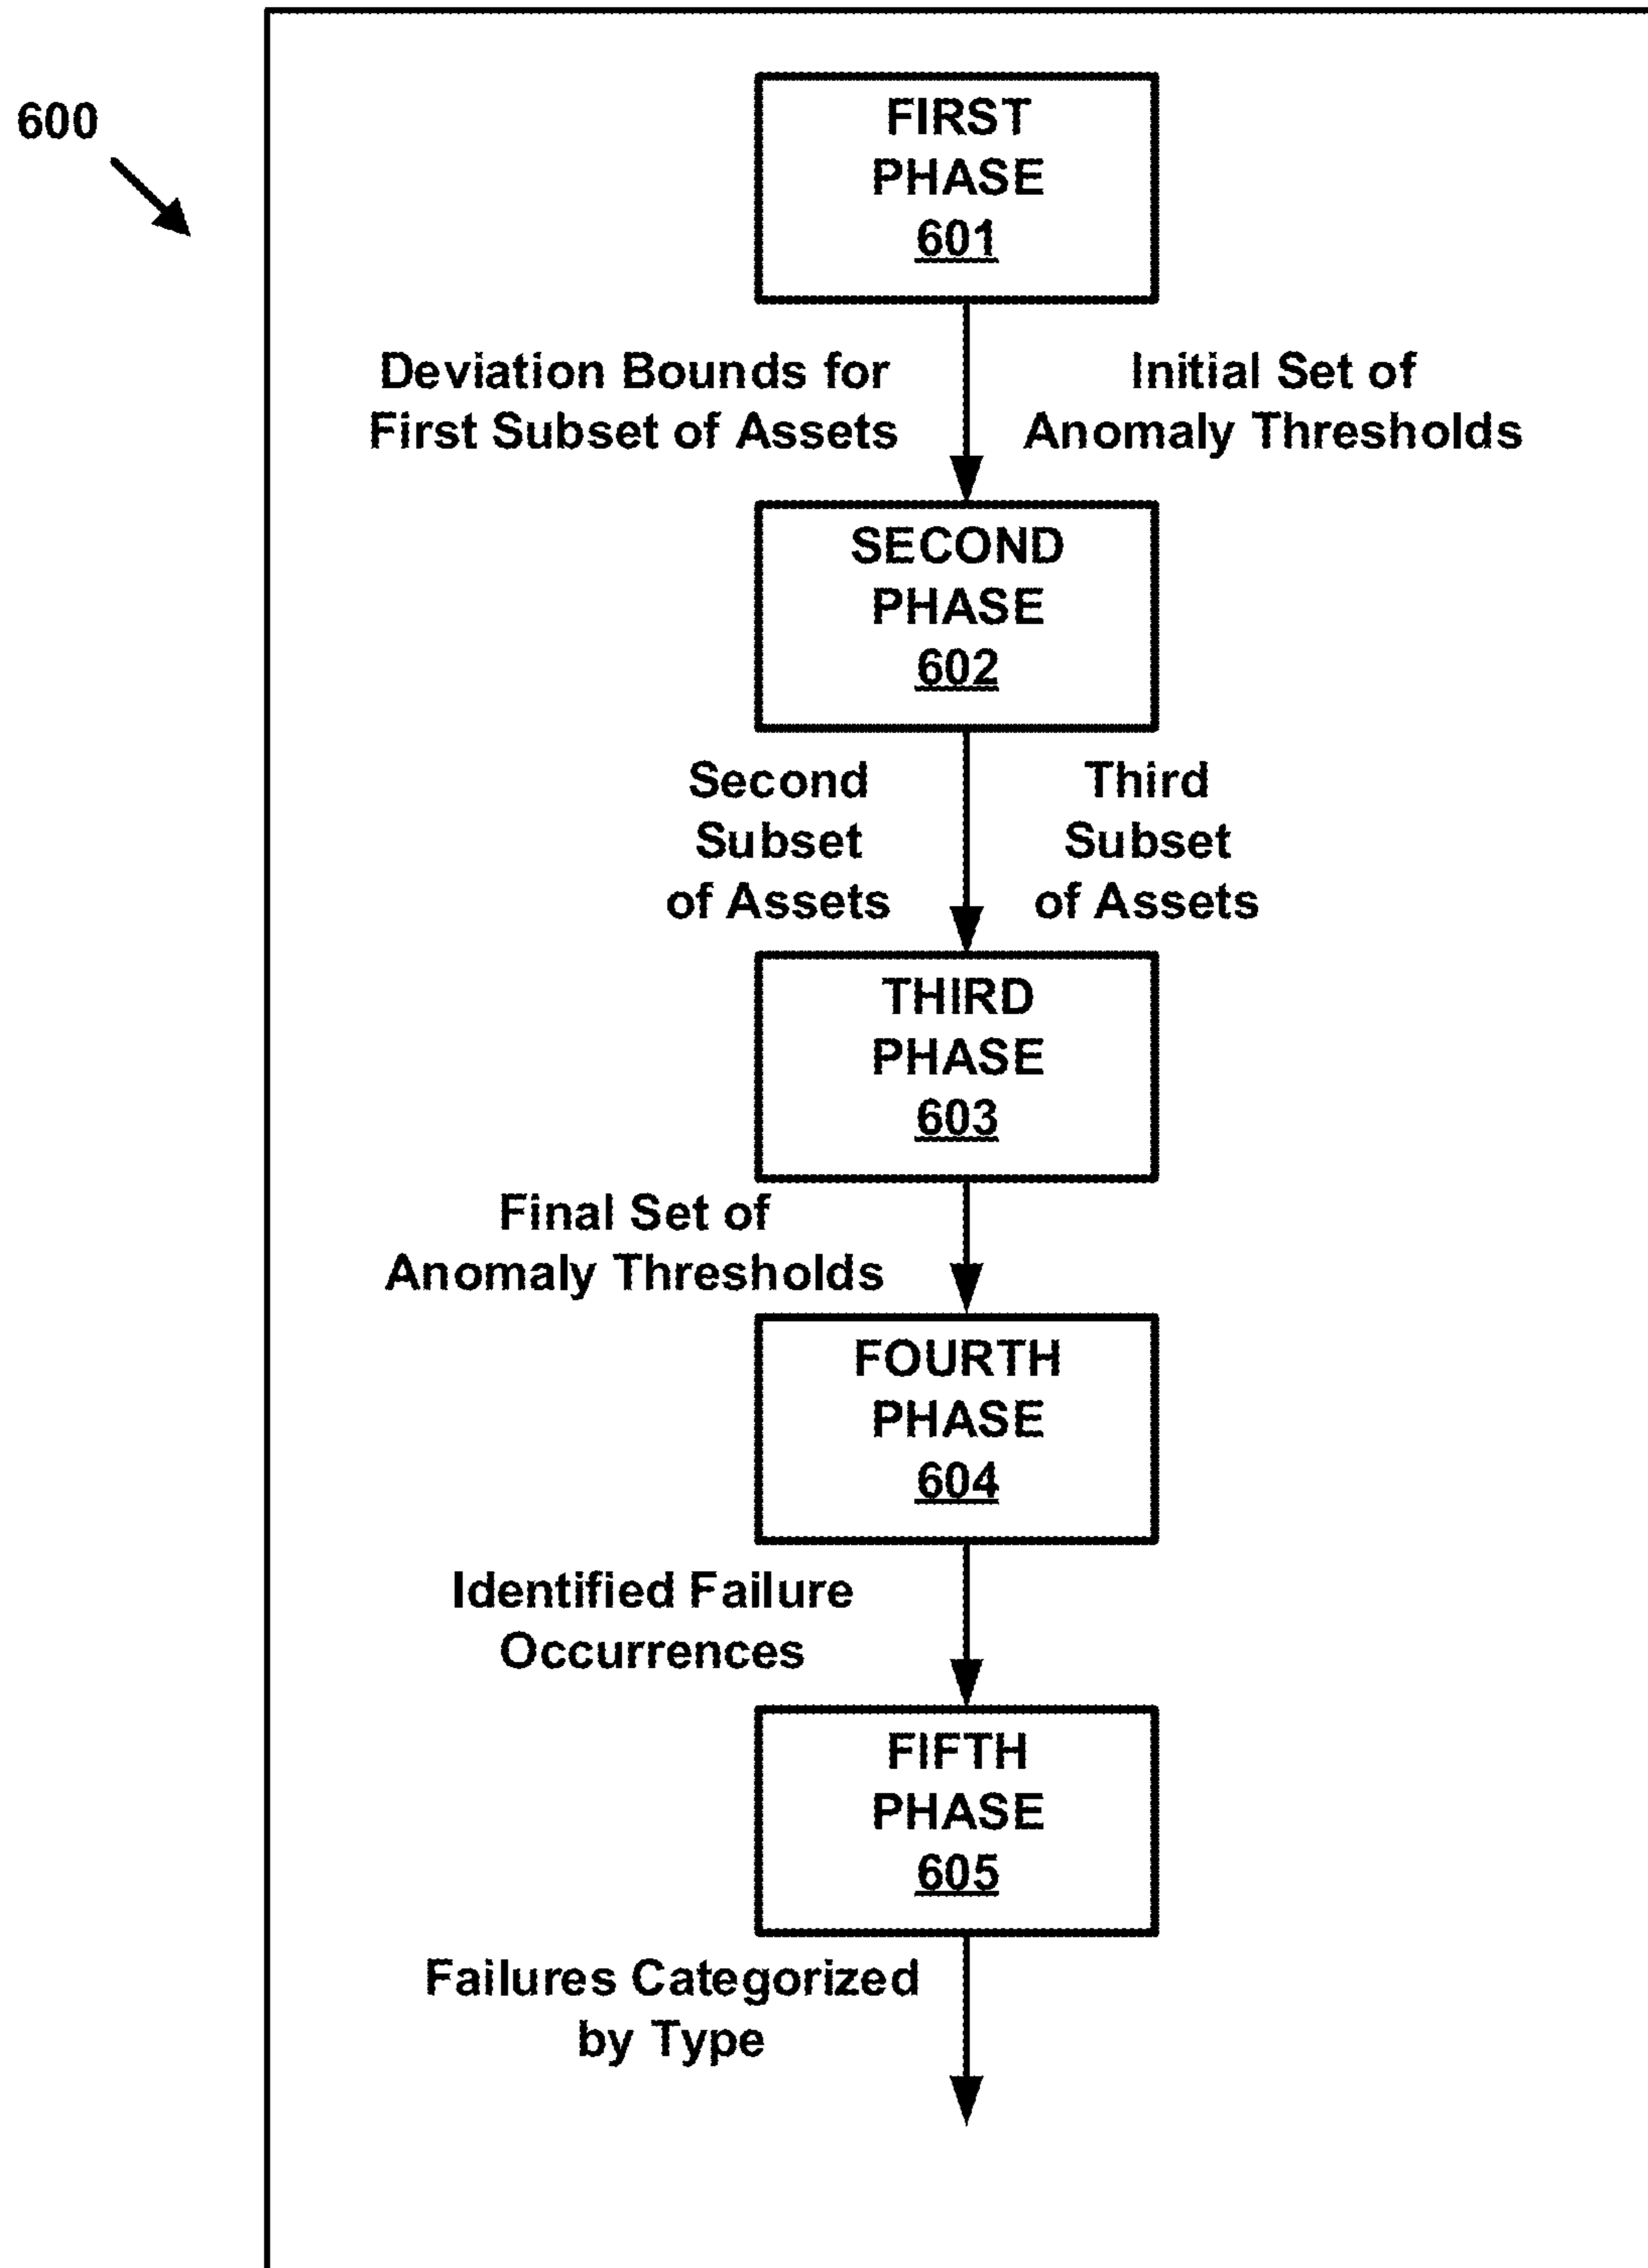 600
FIRST
PHASE
601
Deviation Bounds for
First Subset of Assets
Initial Set of
Anomaly Thresholds
SECOND
PHASE
602
Second
Subset
of Assets
Third
Subset
of Assets
THIRD
PHASE
603
Final Set of
Anomaly Thresholds
FOURTH
PHASE
604
Identified Failure
Occurrences
FIFTH
PHASE
605
Failures Categorized
by Type